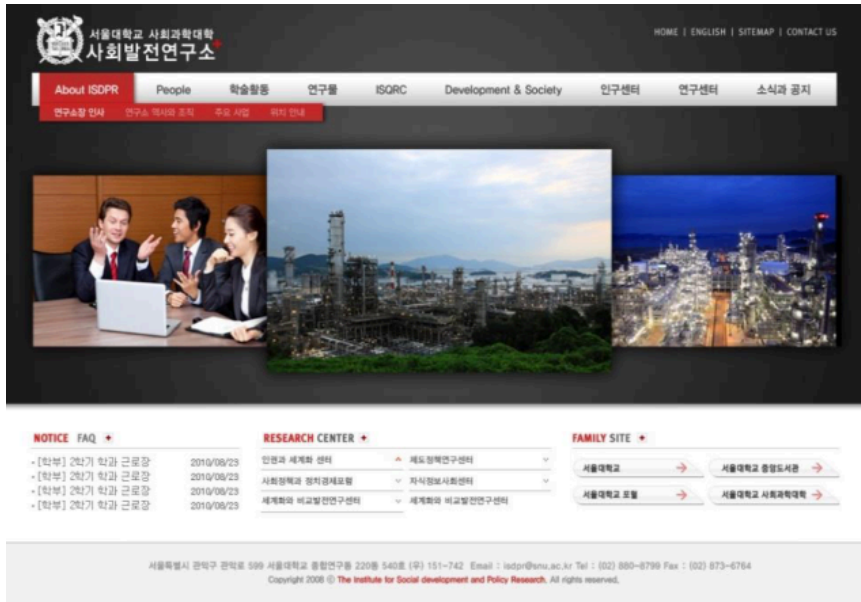 서울대학교 사회과학대학
사회발전연구소
HOME | ENGLISH | SITEMAP | CONTACT US
About ISDPR People 학술활동 연구물 ISQRC Development & Society 인구센터 연구센터 소식과 공지
연구소장 인사 연구소 역사와 조직 주요 사업 위치 안내
NOTICE FAQ
- [학부] 2학기 학과 근로장 2010/08/23
- [학부] 2학기 학과 근로장 2010/08/23
- [학부] 2학기 학과 근로장 2010/08/23
- [학부] 2학기 학과 근로장 2010/08/23
RESEARCH CENTER
인권과 세계화 센터 제도정책연구센터
사회정책과 정치경제포럼 지식정보사회센터
세계화와 비교발전연구센터 세계화와 비교발전연구센터
FAMILY SITE
서울대학교 서울대학교 중앙도서관
서울대학교 포털 서울대학교 사회과학대학
서울특별시 관악구 관악로 599 서울대학교 종합연구동 220동 540호 (우) 151-742 Email : isdpr@snu.ac.kr Tel : (02) 880-8799 Fax : (02) 873-6764
Copyright 2008 ⓒ The Institute for Social development and Policy Research. All rights reserved.